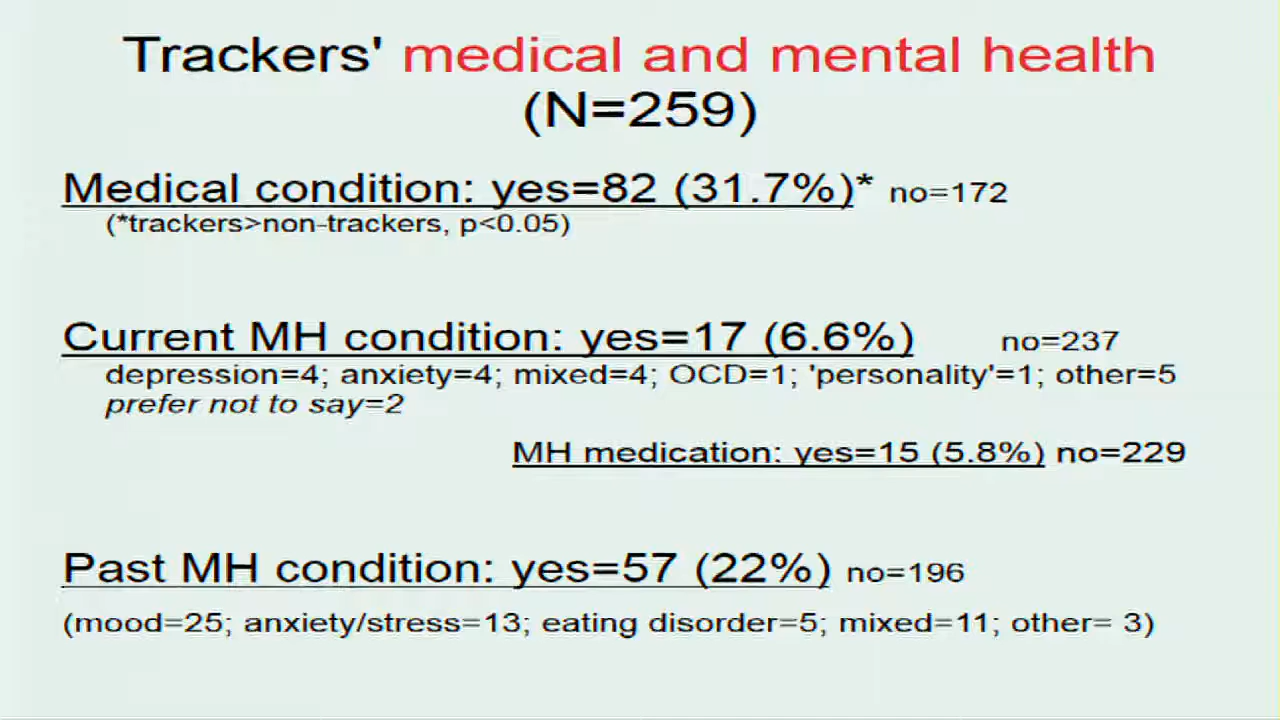 Trackers' medical and mental health
(N=259)
Medical condition: yes=82 (31.7%)* no=172
(*trackers>non-trackers, p<0.05)
Current MH condition: yes=17 (6.6%) no=237
depression=4; anxiety=4; mixed=4; OCD=1; 'personality'=1; other=5
prefer not to say=2
MH medication: yes=15 (5.8%) no=229
Past MH condition: yes=57 (22%) no=196
(mood=25; anxiety/stress=13; eating disorder=5; mixed=11; other= 3)